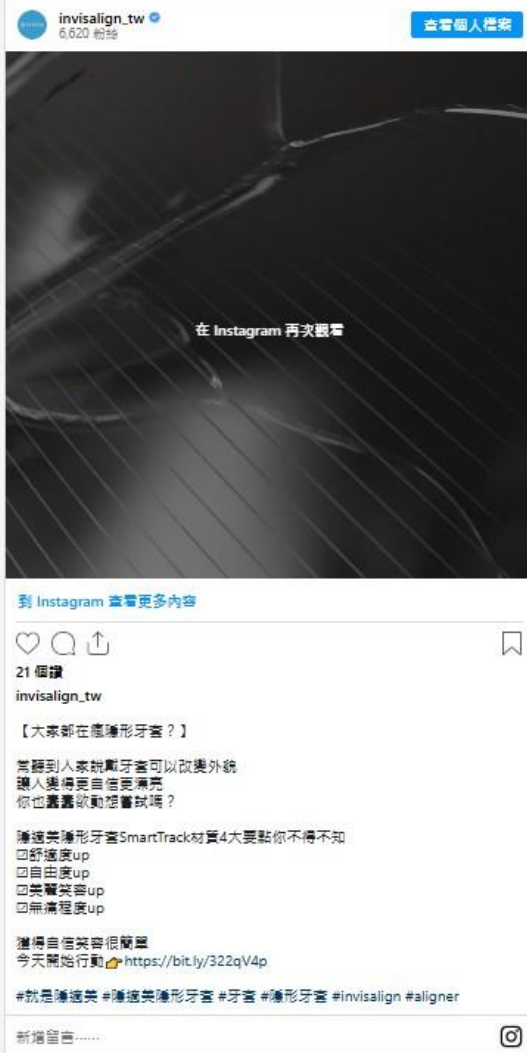 invisalign_tw
6,620 粉絲
查看個人檔案
在 Instagram 再次觀看
到 Instagram 查看更多內容
21 個讚
invisalign_tw
【大家都在瘋隱形牙套？】
常聽到人家說戴牙套可以改變外貌
讓人變得更自信更漂亮
你也蠢蠢欲動想嘗試嗎？
隱適美隱形牙套SmartTrack材質4大要點你不得不知
☑舒適度up
☑自由度up
☑美麗笑容up
☑無痛程度up
獲得自信笑容很簡單
今天開始行動👉https://bit.ly/322qV4p
#就是隱適美 #隱適美隱形牙套 #牙套 #隱形牙套 #invisalign #aligner
新增留言......